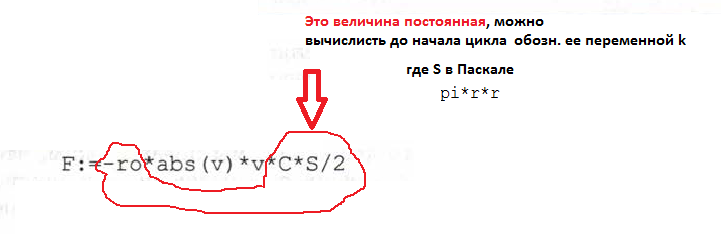 Это величина постоянная, можно
вычислисть до начала цикла обозн. ее переменной k
где S в Паскале
pi*r*r
F:=-ro*abs(v)*v*C*S/2